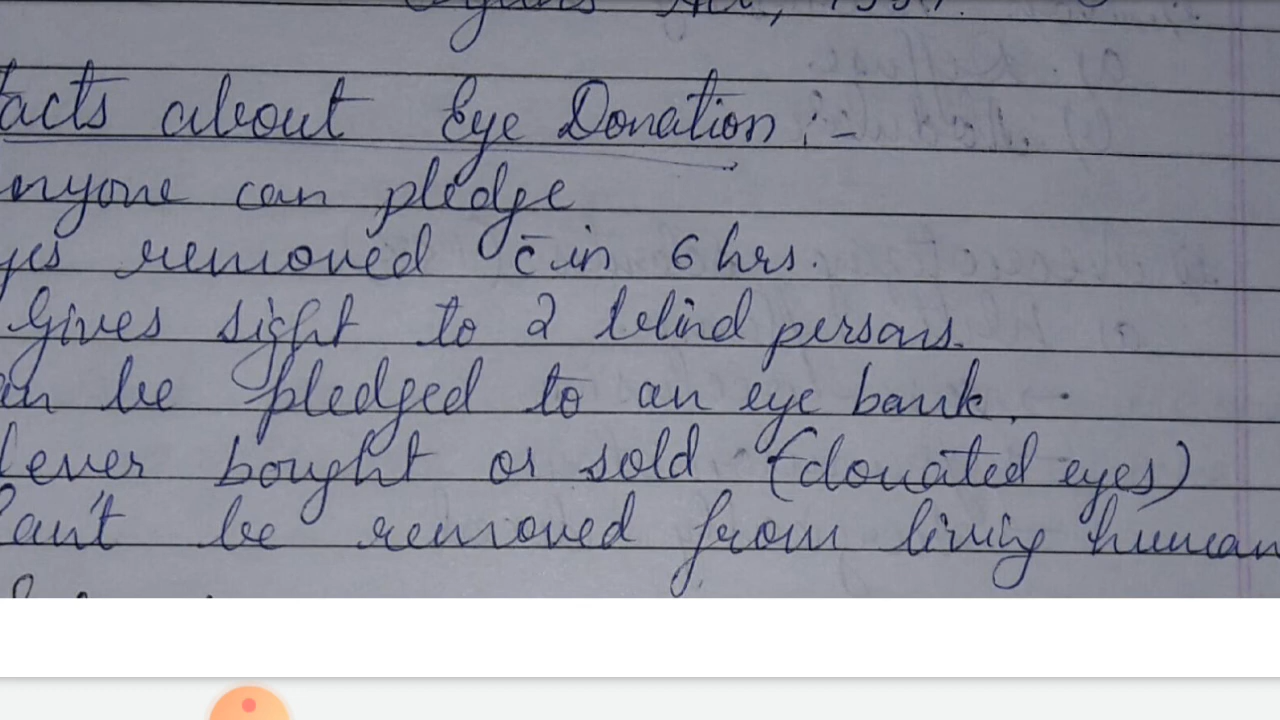 acts about Eye Donation :-
nyone can pledge
yes removed c̄ in 6 hrs.
Gives sight to 2 blind persons.
an be pledged to an eye bank.
ever bought or sold (donated eyes)
an't be removed from living human